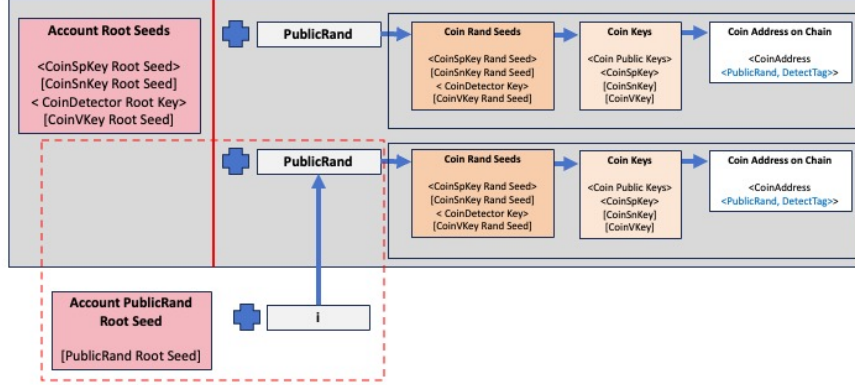 Account Root Seeds
<CoinSpKey Root Seed>
[CoinSnKey Root Seed]
< CoinDetector Root Key>
[CoinVKey Root Seed]
PublicRand
Coin Rand Seeds
<CoinSpKey Rand Seed>
[CoinSnKey Rand Seed]
< CoinDetector Key>
[CoinVKey Rand Seed]
Coin Keys
<Coin Public Keys>
<CoinSpKey>
[CoinSnKey]
[CoinVKey]
Coin Address on Chain
<CoinAddress
<PublicRand, DetectTag>>
PublicRand
Coin Rand Seeds
<CoinSpKey Rand Seed>
[CoinSnKey Rand Seed]
< CoinDetector Key>
[CoinVKey Rand Seed]
Coin Keys
<Coin Public Keys>
<CoinSpKey>
[CoinSnKey]
[CoinVKey]
Coin Address on Chain
<CoinAddress
<PublicRand, DetectTag>>
Account PublicRand
Root Seed
[PublicRand Root Seed]
i